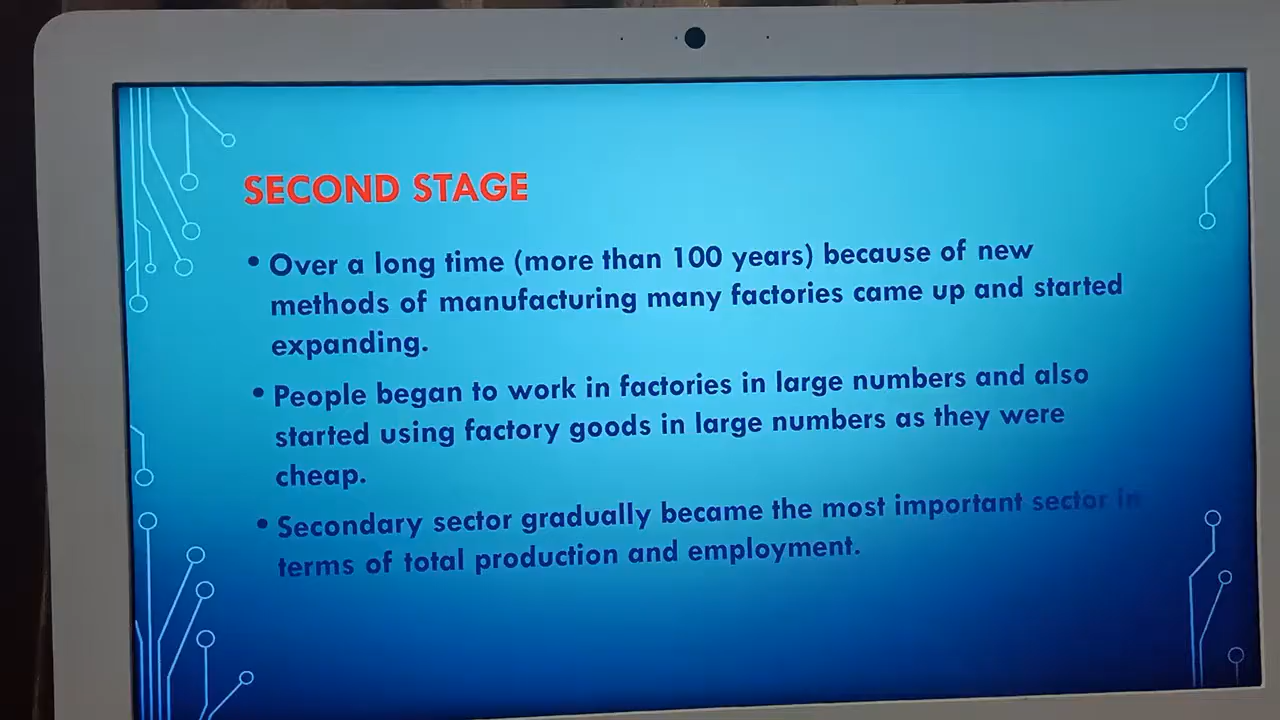 SECOND STAGE
• Over a long time (more than 100 years) because of new
methods of manufacturing many factories came up and started
expanding.
• People began to work in factories in large numbers and also
started using factory goods in large numbers as they were
cheap.
• Secondary sector gradually became the most important sector in
terms of total production and employment.